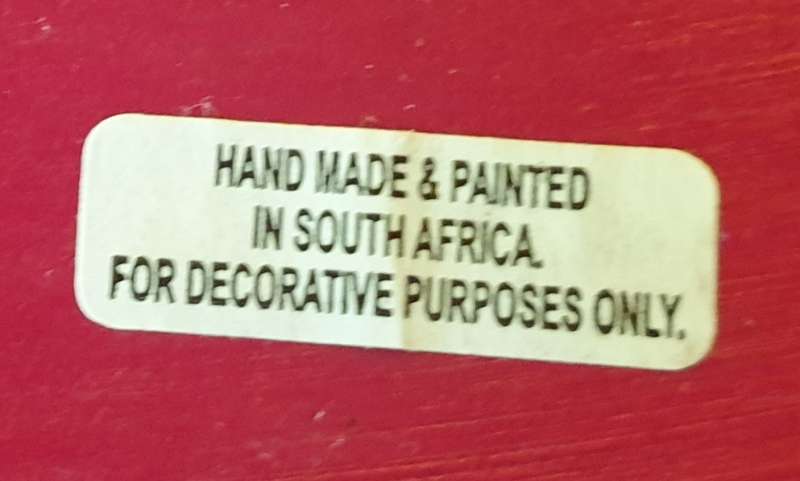 HAND MADE & PAINTED
IN SOUTH AFRICA.
FOR DECORATIVE PURPOSES ONLY.